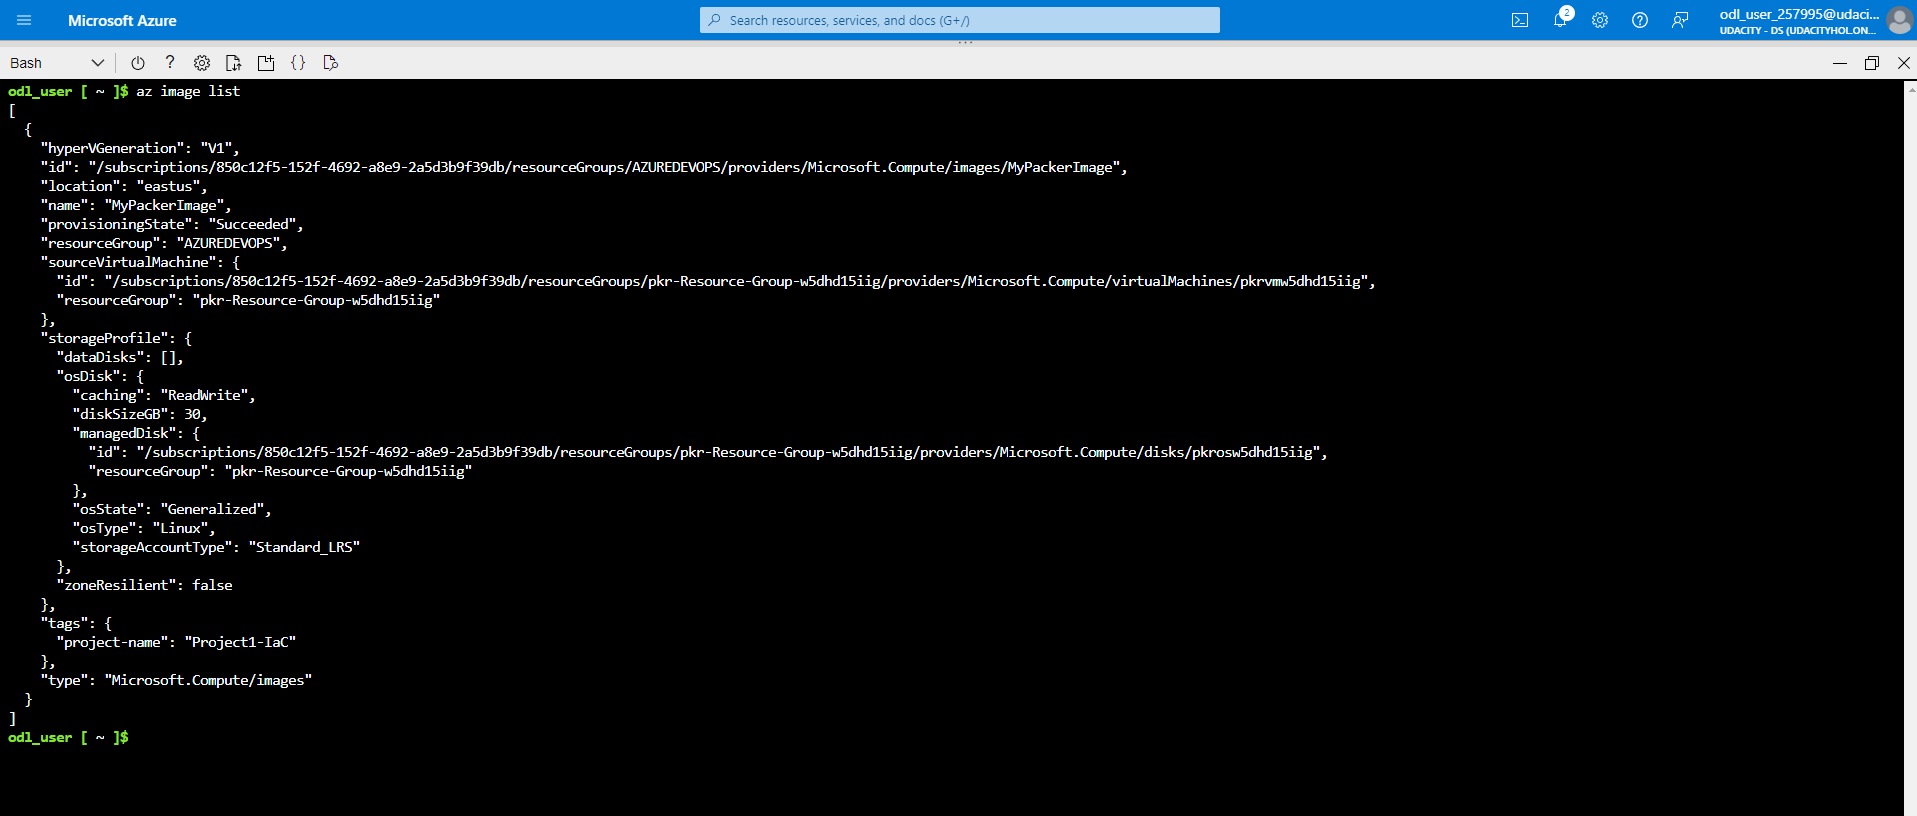 Microsoft Azure
Search resources, services, and docs (G+/)
2
odl_user_257995@udaci...
UDACITY - DS (UDACITYHOL.ON...
Bash
odl_user [ ~ ]$ az image list
[
  {
    "hyperVGeneration": "V1",
    "id": "/subscriptions/850c12f5-152f-4692-a8e9-2a5d3b9f39db/resourceGroups/AZUREDEVOPS/providers/Microsoft.Compute/images/MyPackerImage",
    "location": "eastus",
    "name": "MyPackerImage",
    "provisioningState": "Succeeded",
    "resourceGroup": "AZUREDEVOPS",
    "sourceVirtualMachine": {
      "id": "/subscriptions/850c12f5-152f-4692-a8e9-2a5d3b9f39db/resourceGroups/pkr-Resource-Group-w5dhd15iig/providers/Microsoft.Compute/virtualMachines/pkrvmw5dhd15iig",
      "resourceGroup": "pkr-Resource-Group-w5dhd15iig"
    },
    "storageProfile": {
      "dataDisks": [],
      "osDisk": {
        "caching": "ReadWrite",
        "diskSizeGB": 30,
        "managedDisk": {
          "id": "/subscriptions/850c12f5-152f-4692-a8e9-2a5d3b9f39db/resourceGroups/pkr-Resource-Group-w5dhd15iig/providers/Microsoft.Compute/disks/pkrosw5dhd15iig",
          "resourceGroup": "pkr-Resource-Group-w5dhd15iig"
        },
        "osState": "Generalized",
        "osType": "Linux",
        "storageAccountType": "Standard_LRS"
      },
      "zoneResilient": false
    },
    "tags": {
      "project-name": "Project1-IaC"
    },
    "type": "Microsoft.Compute/images"
  }
]
odl_user [ ~ ]$